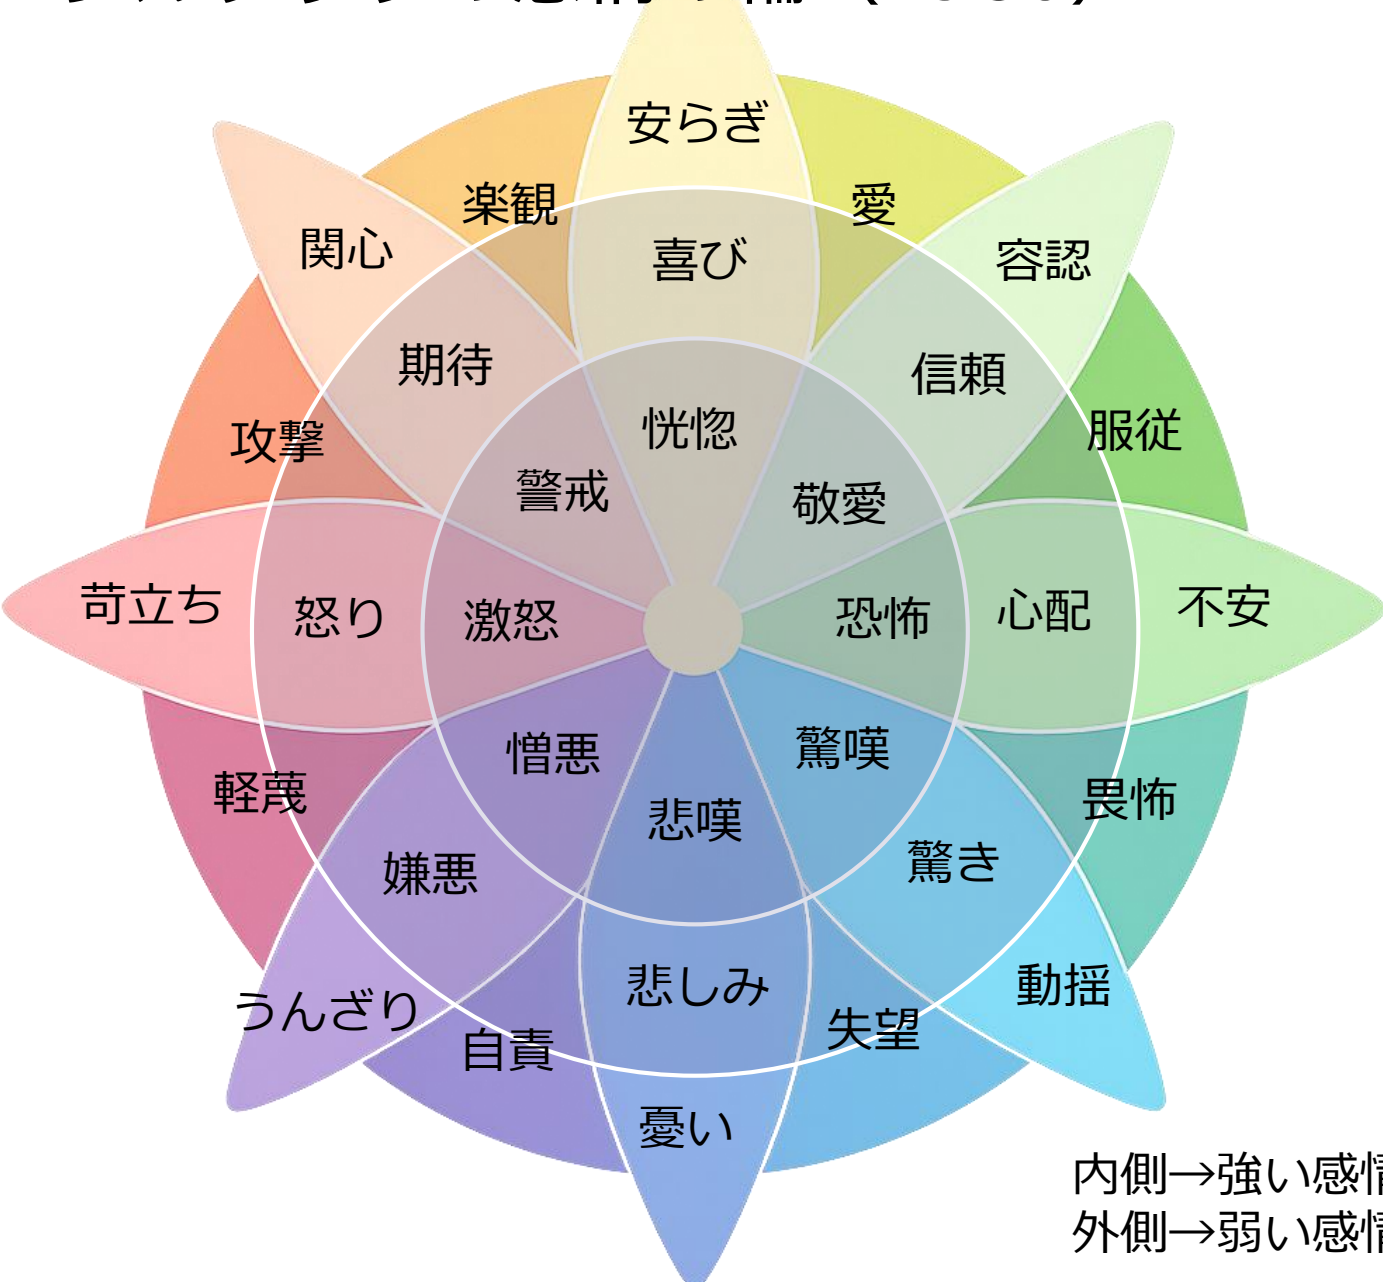 安らぎ
楽観
愛
関心
喜び
容認
期待
信頼
攻撃
恍惚
服従
警戒
敬愛
苛立ち
怒り
激怒
恐怖
心配
不安
憎悪
驚嘆
軽蔑
悲嘆
畏怖
嫌悪
驚き
うんざり
悲しみ
動揺
自責
失望
憂い
内側→強い感情
外側→弱い感情